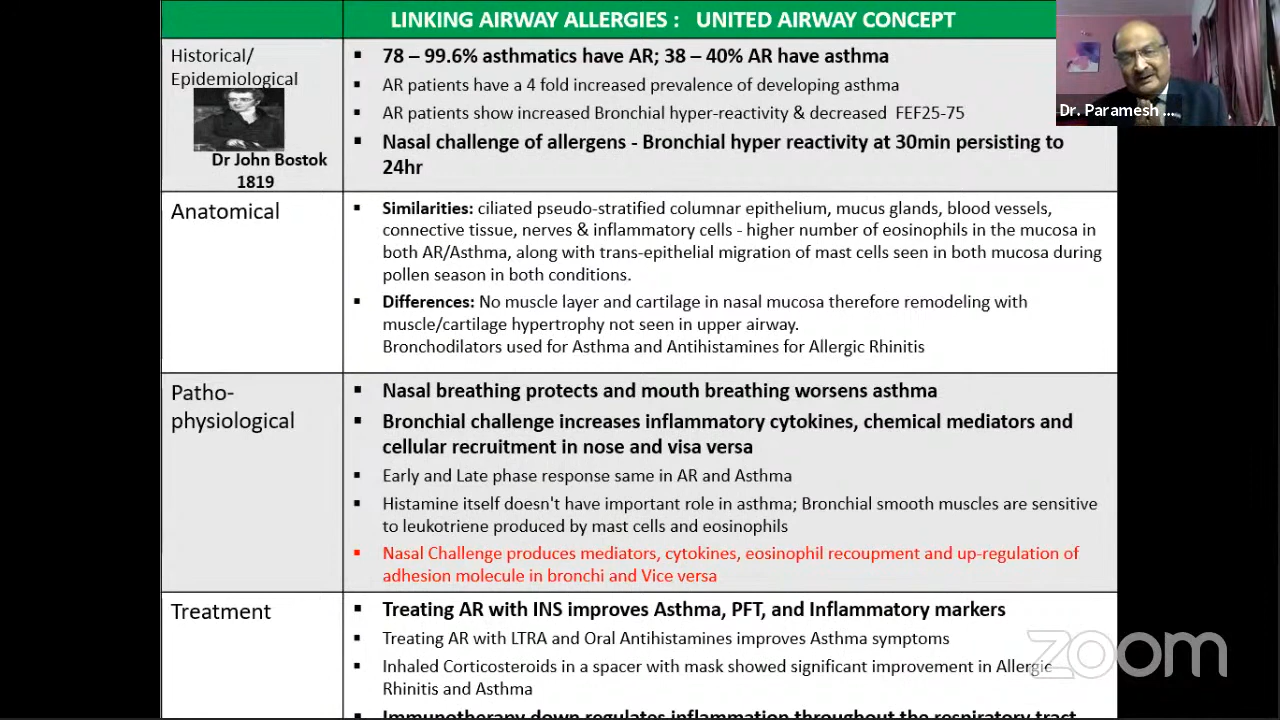 LINKING AIRWAY ALLERGIES : UNITED AIRWAY CONCEPT
Historical/
Epidemiological
Dr John Bostok
1819
▪ 78 – 99.6% asthmatics have AR; 38 – 40% AR have asthma
▪ AR patients have a 4 fold increased prevalence of developing asthma
▪ AR patients show increased Bronchial hyper-reactivity & decreased FEF25-75
▪ Nasal challenge of allergens - Bronchial hyper reactivity at 30min persisting to
24hr
Anatomical
▪ Similarities: ciliated pseudo-stratified columnar epithelium, mucus glands, blood vessels,
connective tissue, nerves & inflammatory cells - higher number of eosinophils in the mucosa in
both AR/Asthma, along with trans-epithelial migration of mast cells seen in both mucosa during
pollen season in both conditions.
▪ Differences: No muscle layer and cartilage in nasal mucosa therefore remodeling with
muscle/cartilage hypertrophy not seen in upper airway.
Bronchodilators used for Asthma and Antihistamines for Allergic Rhinitis
Patho-
physiological
▪ Nasal breathing protects and mouth breathing worsens asthma
▪ Bronchial challenge increases inflammatory cytokines, chemical mediators and
cellular recruitment in nose and visa versa
▪ Early and Late phase response same in AR and Asthma
▪ Histamine itself doesn't have important role in asthma; Bronchial smooth muscles are sensitive
to leukotriene produced by mast cells and eosinophils
▪ Nasal Challenge produces mediators, cytokines, eosinophil recoupment and up-regulation of
adhesion molecule in bronchi and Vice versa
Treatment
▪ Treating AR with INS improves Asthma, PFT, and Inflammatory markers
▪ Treating AR with LTRA and Oral Antihistamines improves Asthma symptoms
▪ Inhaled Corticosteroids in a spacer with mask showed significant improvement in Allergic
Rhinitis and Asthma
▪ Immunotherapy down regulates inflammation throughout the respiratory tract
Dr. Paramesh ...
zoom